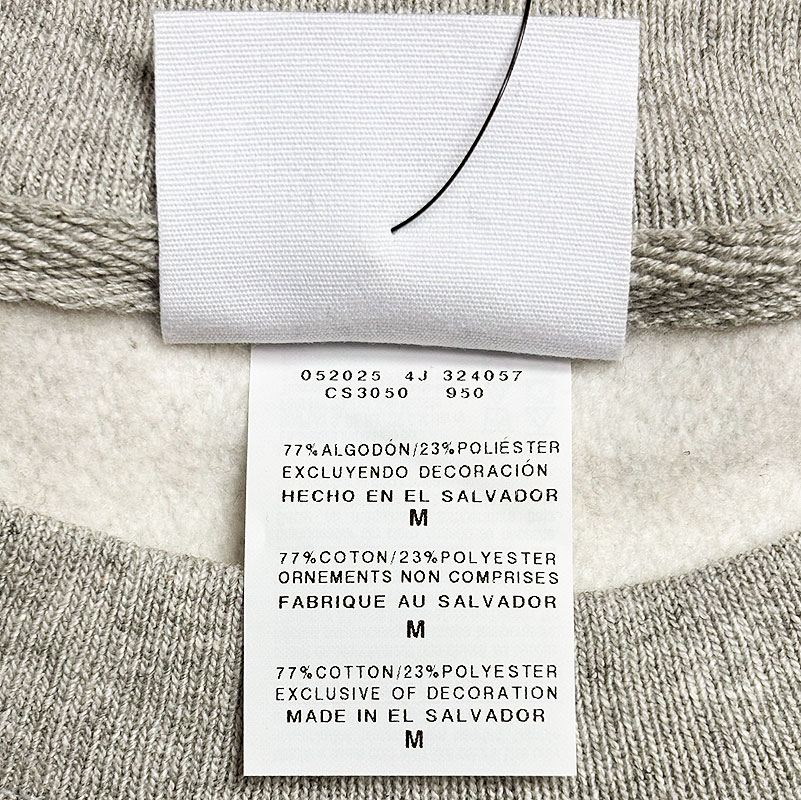 052025 4J 324057
CS3050 950
77%ALGODÓN/23%POLIÉSTER
EXCLUYENDO DECORACIÓN
HECHO EN EL SALVADOR
M
77%COTON/23%POLYESTER
ORNEMENTS NON COMPRISES
FABRIQUE AU SALVADOR
M
77%COTTON/23%POLYESTER
EXCLUSIVE OF DECORATION
MADE IN EL SALVADOR
M